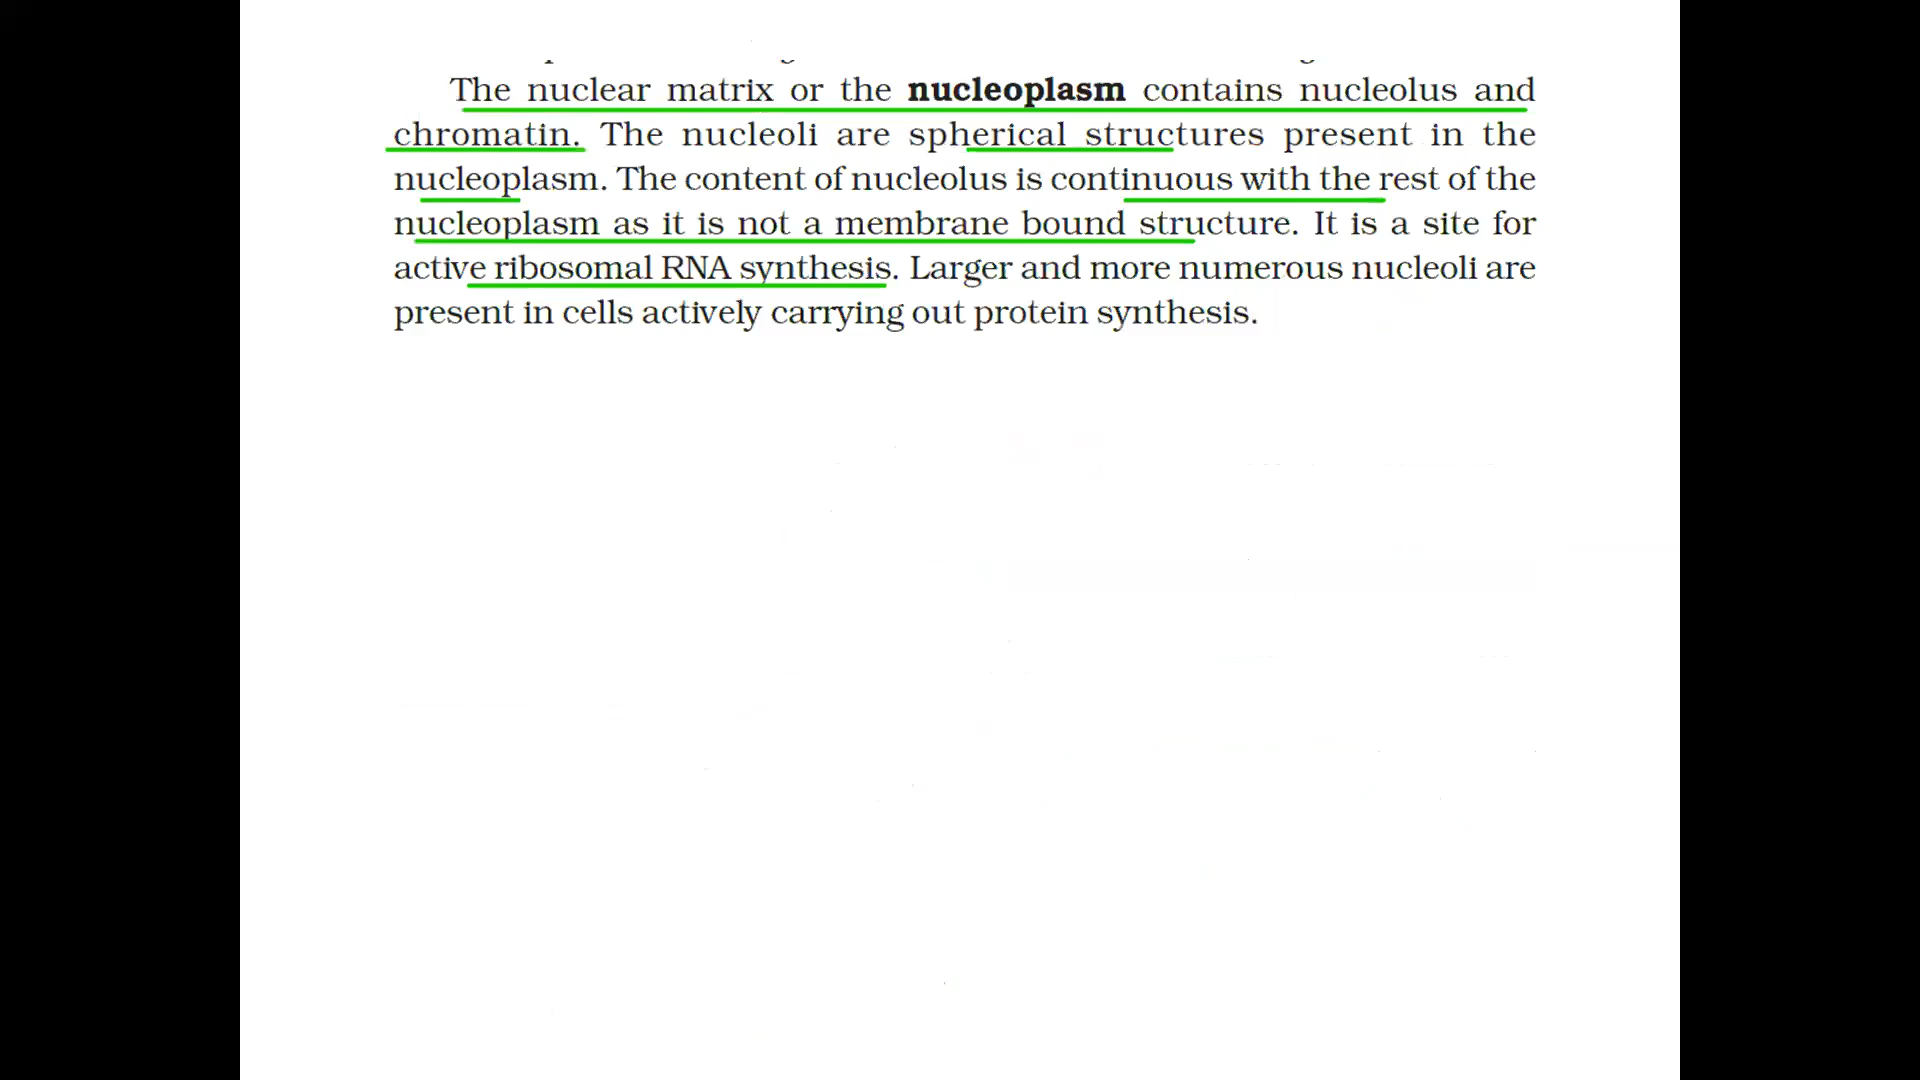 The nuclear matrix or the nucleoplasm contains nucleolus and
chromatin. The nucleoli are spherical structures present in the
nucleoplasm. The content of nucleolus is continuous with the rest of the
nucleoplasm as it is not a membrane bound structure. It is a site for
active ribosomal RNA synthesis. Larger and more numerous nucleoli are
present in cells actively carrying out protein synthesis.